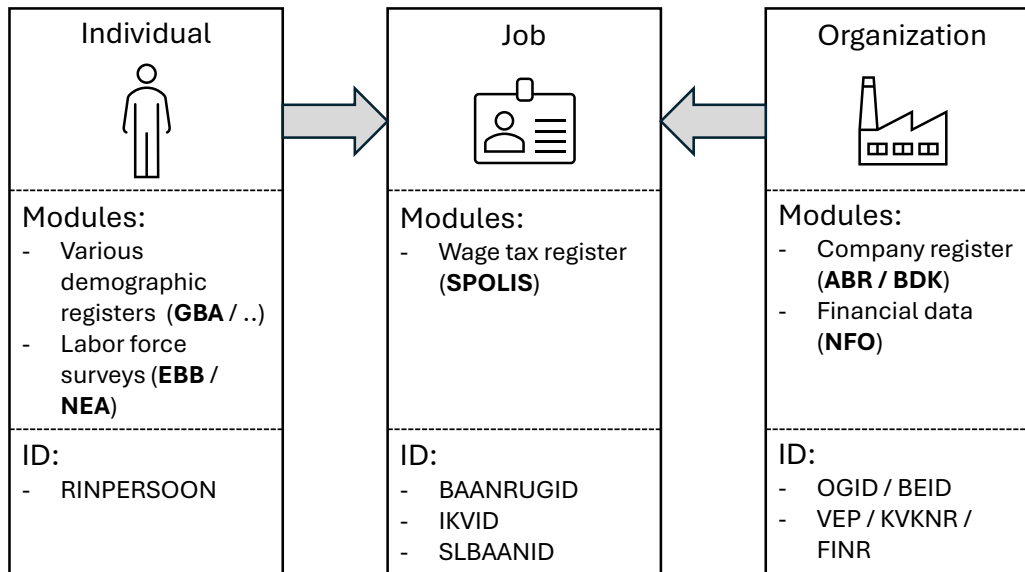 Individual
Modules:
- Various
demographic
registers (GBA / ..)
- Labor force
surveys (EBB /
NEA)
ID:
- RINPERSOON
Job
Modules:
- Wage tax register
(SPOLIS)
ID:
- BAANRUGID
- IKVID
- SLBAANID
Organization
Modules:
- Company register
(ABR / BDK)
- Financial data
(NFO)
ID:
- OGID / BEID
- VEP / KVKNR /
FINR